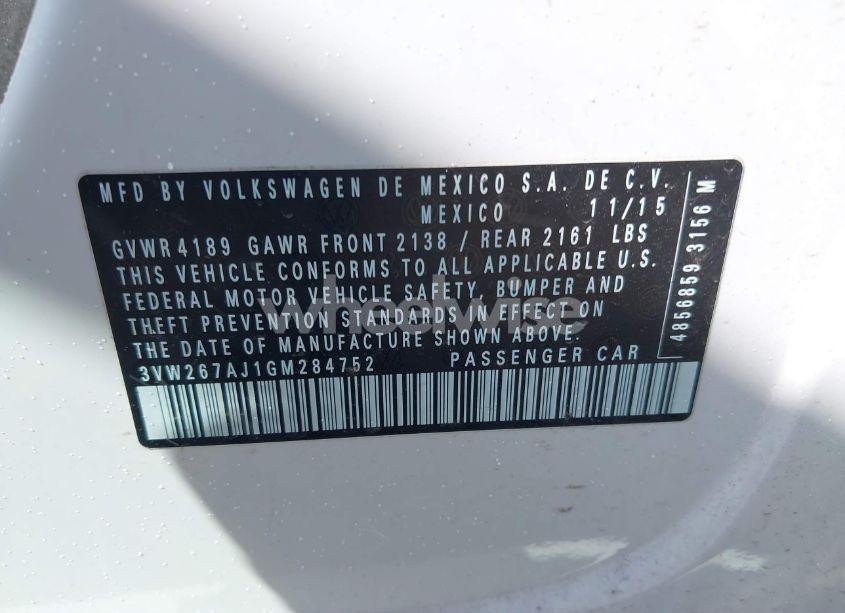 MFD BY VOLKSWAGEN DE MEXICO S.A. DE C.V.
MEXICO 11/15
GVWR4189 GAWR FRONT 2138 / REAR 2161 LBS
THIS VEHICLE CONFORMS TO ALL APPLICABLE U.S.
FEDERAL MOTOR VEHICLE SAFETY, BUMPER AND
THEFT PREVENTION STANDARDS IN EFFECT ON
THE DATE OF MANUFACTURE SHOWN ABOVE.
3VW267AJ1GM284752 PASSENGER CAR
4856859 3156 M
wheelwise